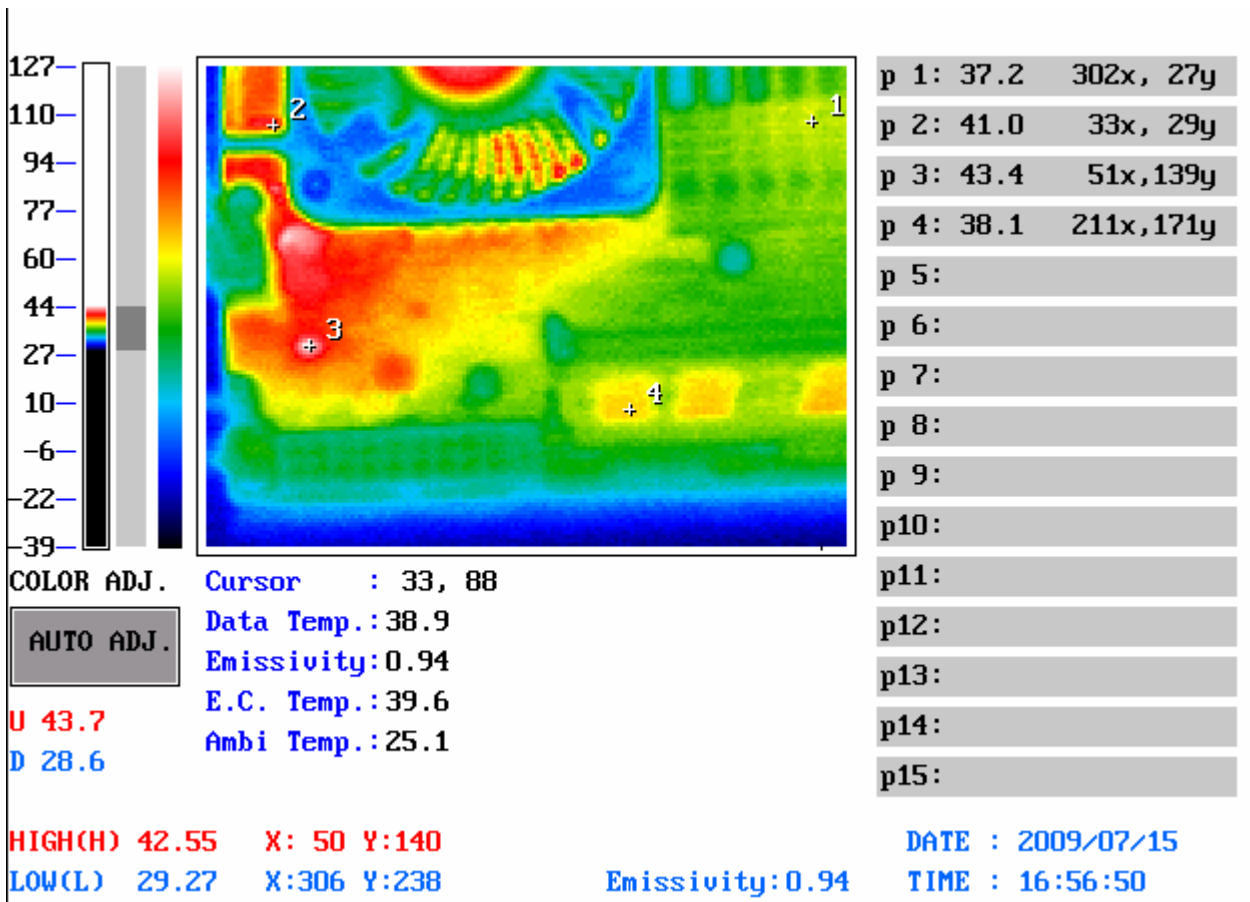 127
110
94
77
60
44
27
10
-6
-22
-39
COLOR ADJ.
AUTO ADJ.
U 43.7
D 28.6
1
2
3
4
Cursor : 33, 88
Data Temp.:38.9
Emissivity:0.94
E.C. Temp.:39.6
Ambi Temp.:25.1
p 1: 37.2 302x, 27y
p 2: 41.0 33x, 29y
p 3: 43.4 51x,139y
p 4: 38.1 211x,171y
p 5:
p 6:
p 7:
p 8:
p 9:
p10:
p11:
p12:
p13:
p14:
p15:
HIGH(H) 42.55 X: 50 Y:140
LOW(L) 29.27 X:306 Y:238
Emissivity:0.94
DATE : 2009/07/15
TIME : 16:56:50